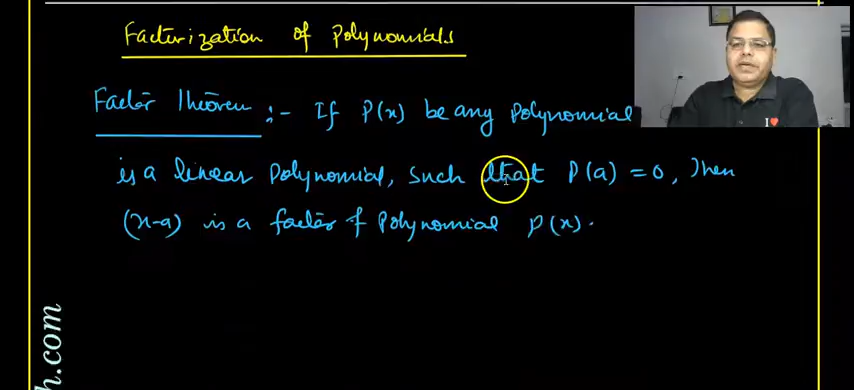 Factorization of Polynomials
Factor Theorem :- If P(x) be any Polynomial
is a linear Polynomial, such that P(a) = 0, Then
(x-a) is a factor of Polynomial P(x).
h.com
I ❤